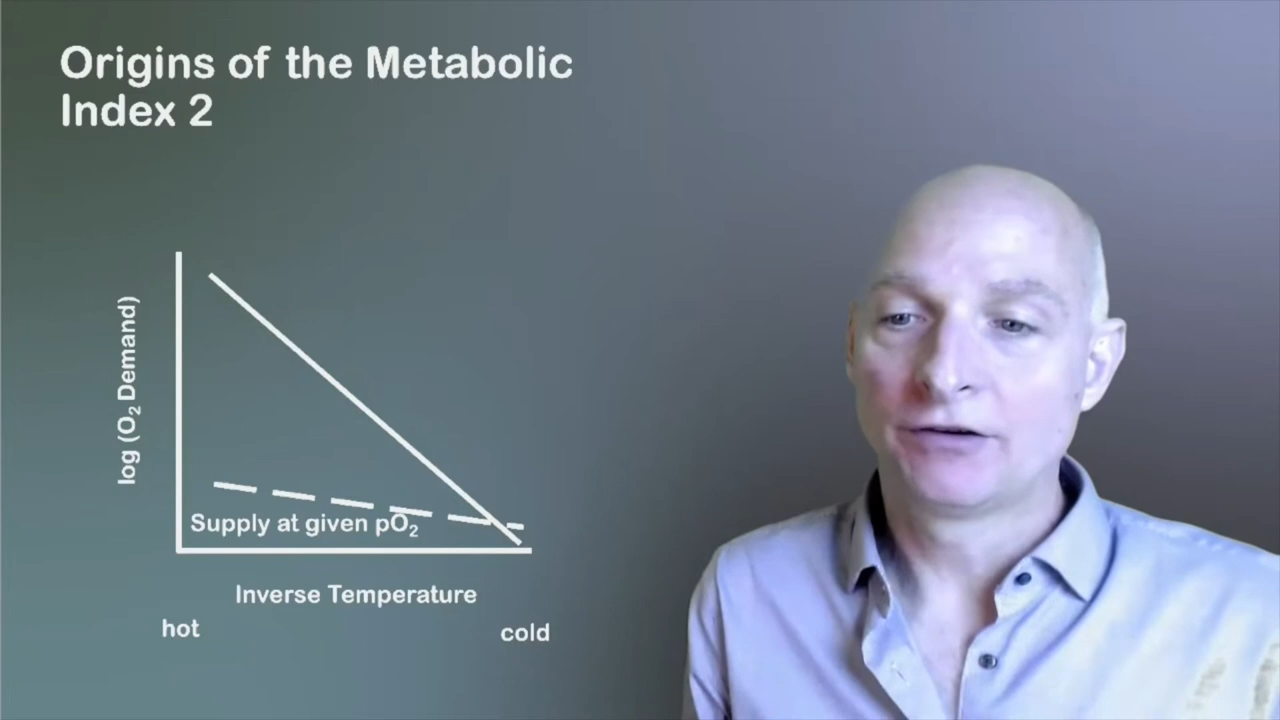 Origins of the Metabolic
Index 2
log (O₂ Demand)
Supply at given pO₂
Inverse Temperature
hot
cold